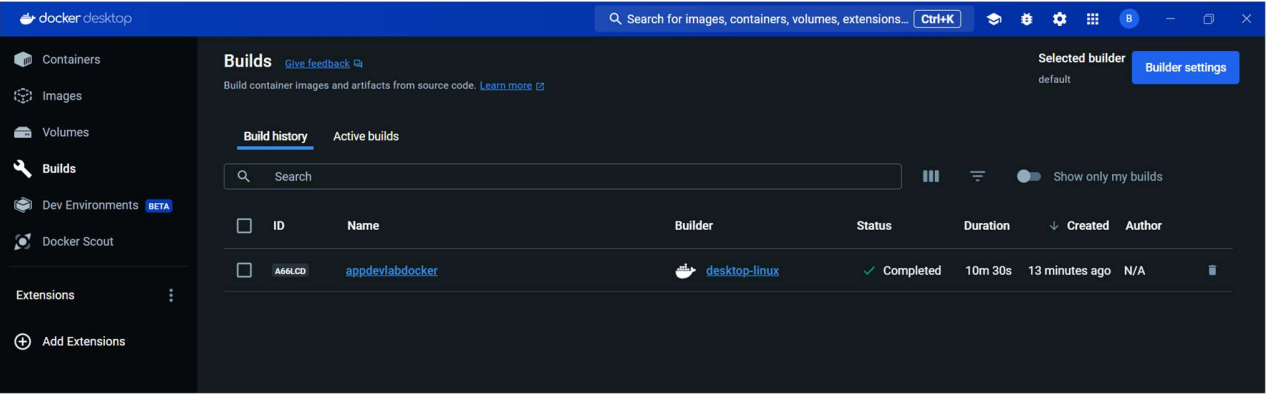 docker desktop
Search for images, containers, volumes, extensions... Ctrl+K
B
Containers
Images
Volumes
Builds
Dev Environments BETA
Docker Scout
Extensions
Add Extensions
Builds Give feedback
Build container images and artifacts from source code. Learn more
Selected builder
default
Builder settings
Build history Active builds
Search
Show only my builds
ID Name Builder Status Duration Created Author
A66LCD appdevlabdocker desktop-linux Completed 10m 30s 13 minutes ago N/A